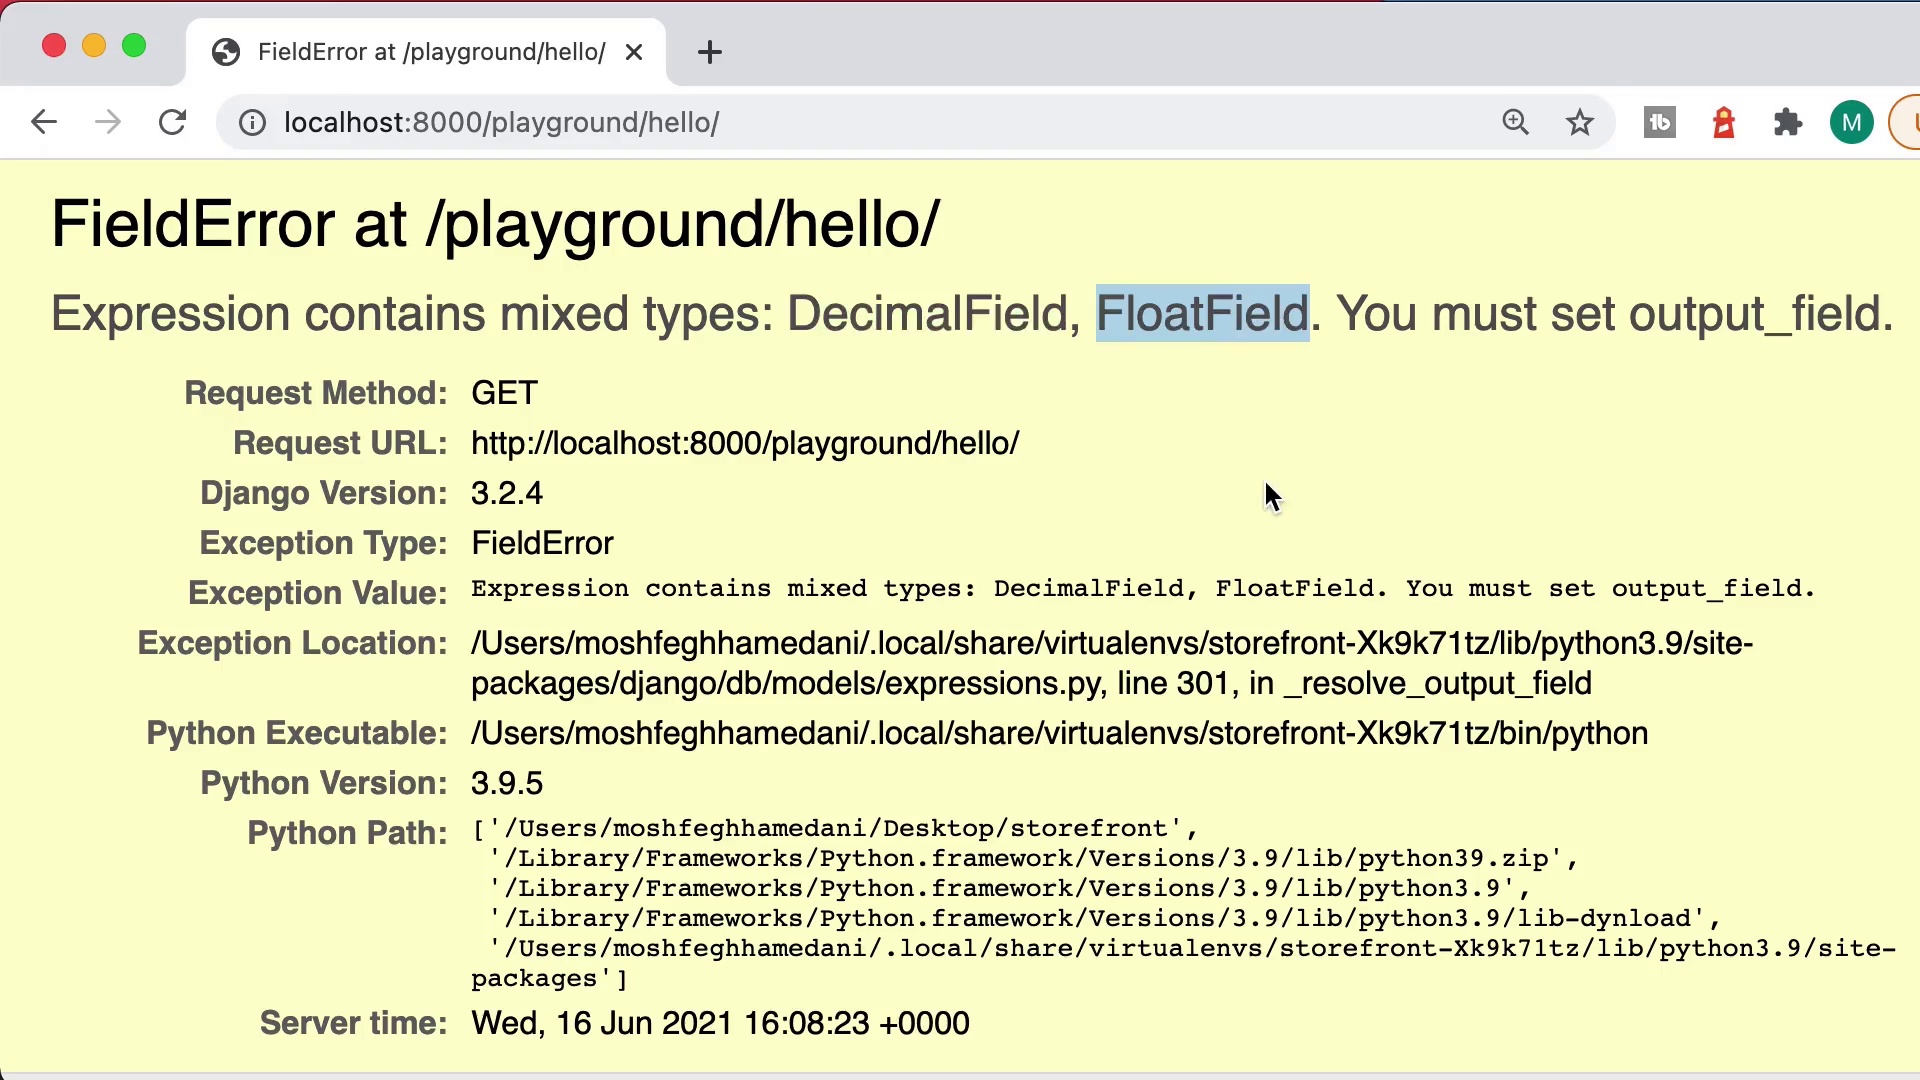 FieldError at /playground/hello/
localhost:8000/playground/hello/
M
FieldError at /playground/hello/
Expression contains mixed types: DecimalField, FloatField. You must set output_field.
Request Method: GET
Request URL: http://localhost:8000/playground/hello/
Django Version: 3.2.4
Exception Type: FieldError
Exception Value: Expression contains mixed types: DecimalField, FloatField. You must set output_field.
Exception Location: /Users/moshfeghhamedani/.local/share/virtualenvs/storefront-Xk9k71tz/lib/python3.9/site-
packages/django/db/models/expressions.py, line 301, in _resolve_output_field
Python Executable: /Users/moshfeghhamedani/.local/share/virtualenvs/storefront-Xk9k71tz/bin/python
Python Version: 3.9.5
Python Path: ['/Users/moshfeghhamedani/Desktop/storefront',
'/Library/Frameworks/Python.framework/Versions/3.9/lib/python39.zip',
'/Library/Frameworks/Python.framework/Versions/3.9/lib/python3.9',
'/Library/Frameworks/Python.framework/Versions/3.9/lib/python3.9/lib-dynload',
'/Users/moshfeghhamedani/.local/share/virtualenvs/storefront-Xk9k71tz/lib/python3.9/site-
packages']
Server time: Wed, 16 Jun 2021 16:08:23 +0000